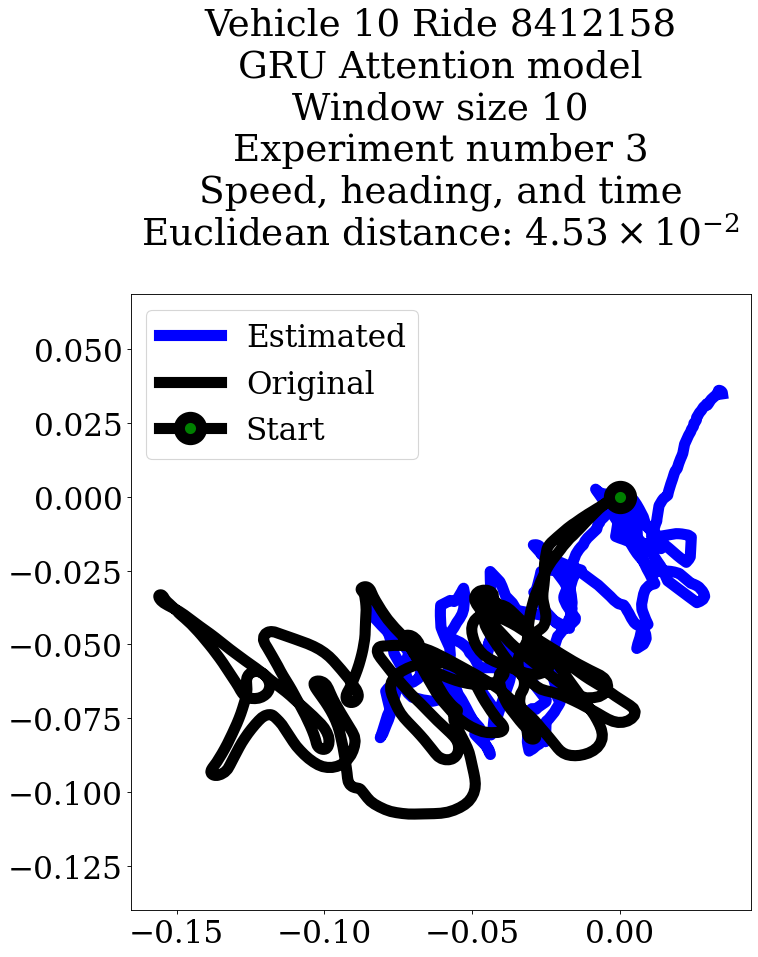 Vehicle 10 Ride 8412158
GRU Attention model
Window size 10
Experiment number 3
Speed, heading, and time
Euclidean distance: 4.53 × 10⁻²
Estimated
Original
Start
0.050
0.025
0.000
−0.025
−0.050
−0.075
−0.100
−0.125
−0.15
−0.10
−0.05
0.00